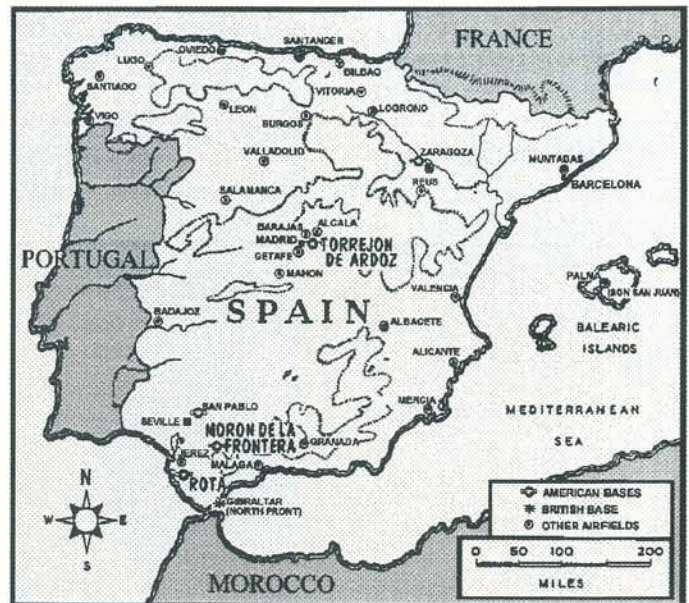 FRANCE
SANTANDER
OVIEDO
LUGO
BILBAO
SANTIAGO
VITORIA
LEON
LOGRONO
VIGO
BURGOS
VALLADOLID
ZARAGOZA
MUNTADAS
REUS
BARCELONA
SALAMANCA
BARAJAS
ALCALA
MADRID
TORREJON
DE ARDOZ
GETAFE
PORTUGAL
MAHON
PALMA
(SON SAN JUAN)
VALENCIA
SPAIN
BADAJOZ
ALBACETE
BALEARIC
ISLANDS
ALICANTE
SAN PABLO
MERCIA
MEDITERRANEAN
SEA
SEVILLE
MORON DE LA
FRONTERA
GRANADA
JEREZ
MALAGA
ROTA
N
W E
S
GIBRALTAR
(NORTH FRONT)
AMERICAN BASES
BRITISH BASE
OTHER AIRFIELDS
0 50 100 200
MILES
MOROCCO